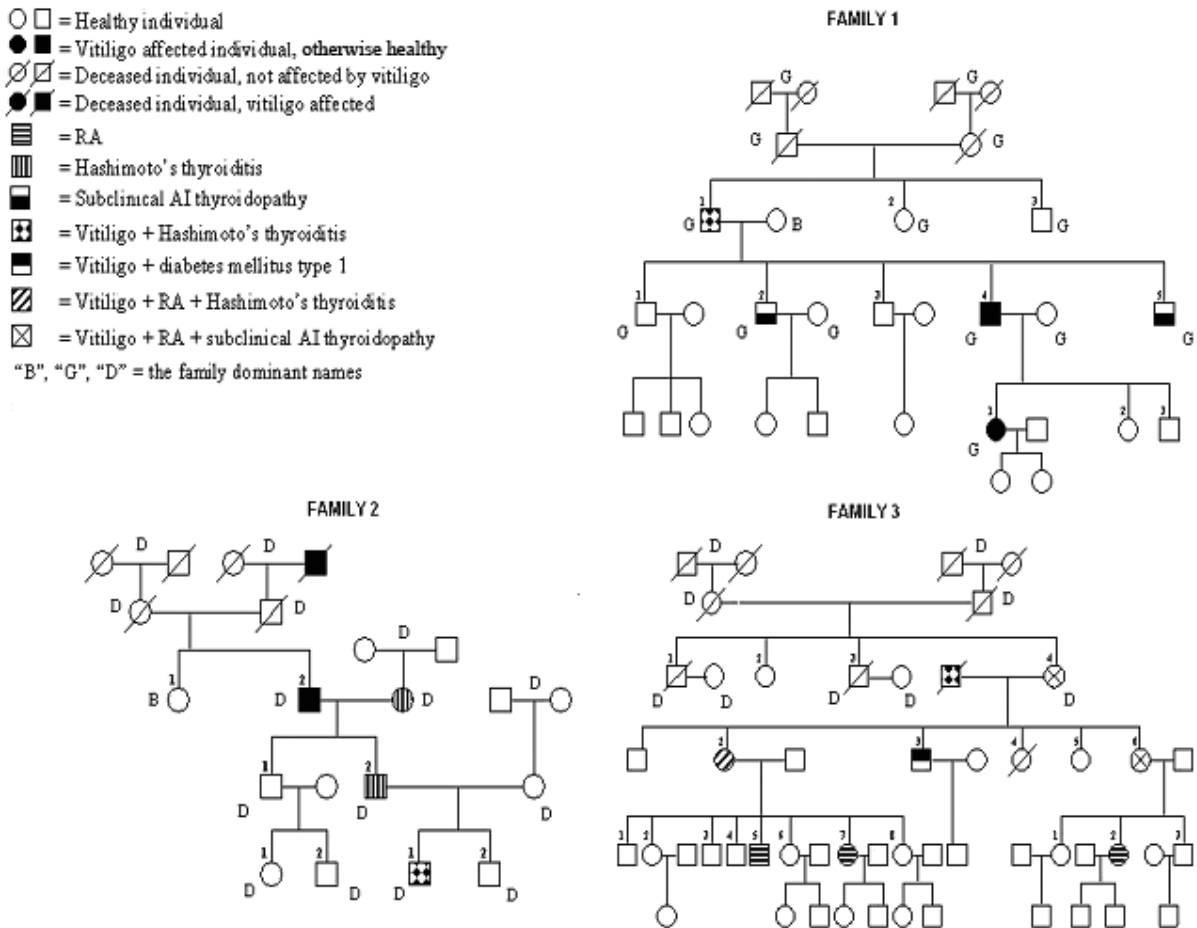 = Healthy individual
= Vitiligo affected individual, otherwise healthy
= Deceased individual, not affected by vitiligo
= Deceased individual, vitiligo affected
= RA
= Hashimoto's thyroiditis
= Subclinical AI thyroidopathy
= Vitiligo + Hashimoto's thyroiditis
= Vitiligo + diabetes mellitus type 1
= Vitiligo + RA + Hashimoto's thyroiditis
= Vitiligo + RA + subclinical AI thyroidopathy
"B", "G", "D" = the family dominant names
FAMILY 1
G G
G G
1 2 3
G B G G
1 2 3 4 5
G G G G G G
1 2 3
G
FAMILY 2
D D
D D
D
1 2
B D D D
1 2
D D D
1 2 1 2
D D D D
FAMILY 3
D D
D D
1 2 3 4
D D D D D
2 3 4 5 6
1 2 3 4 5 6 7 8 1 2 3